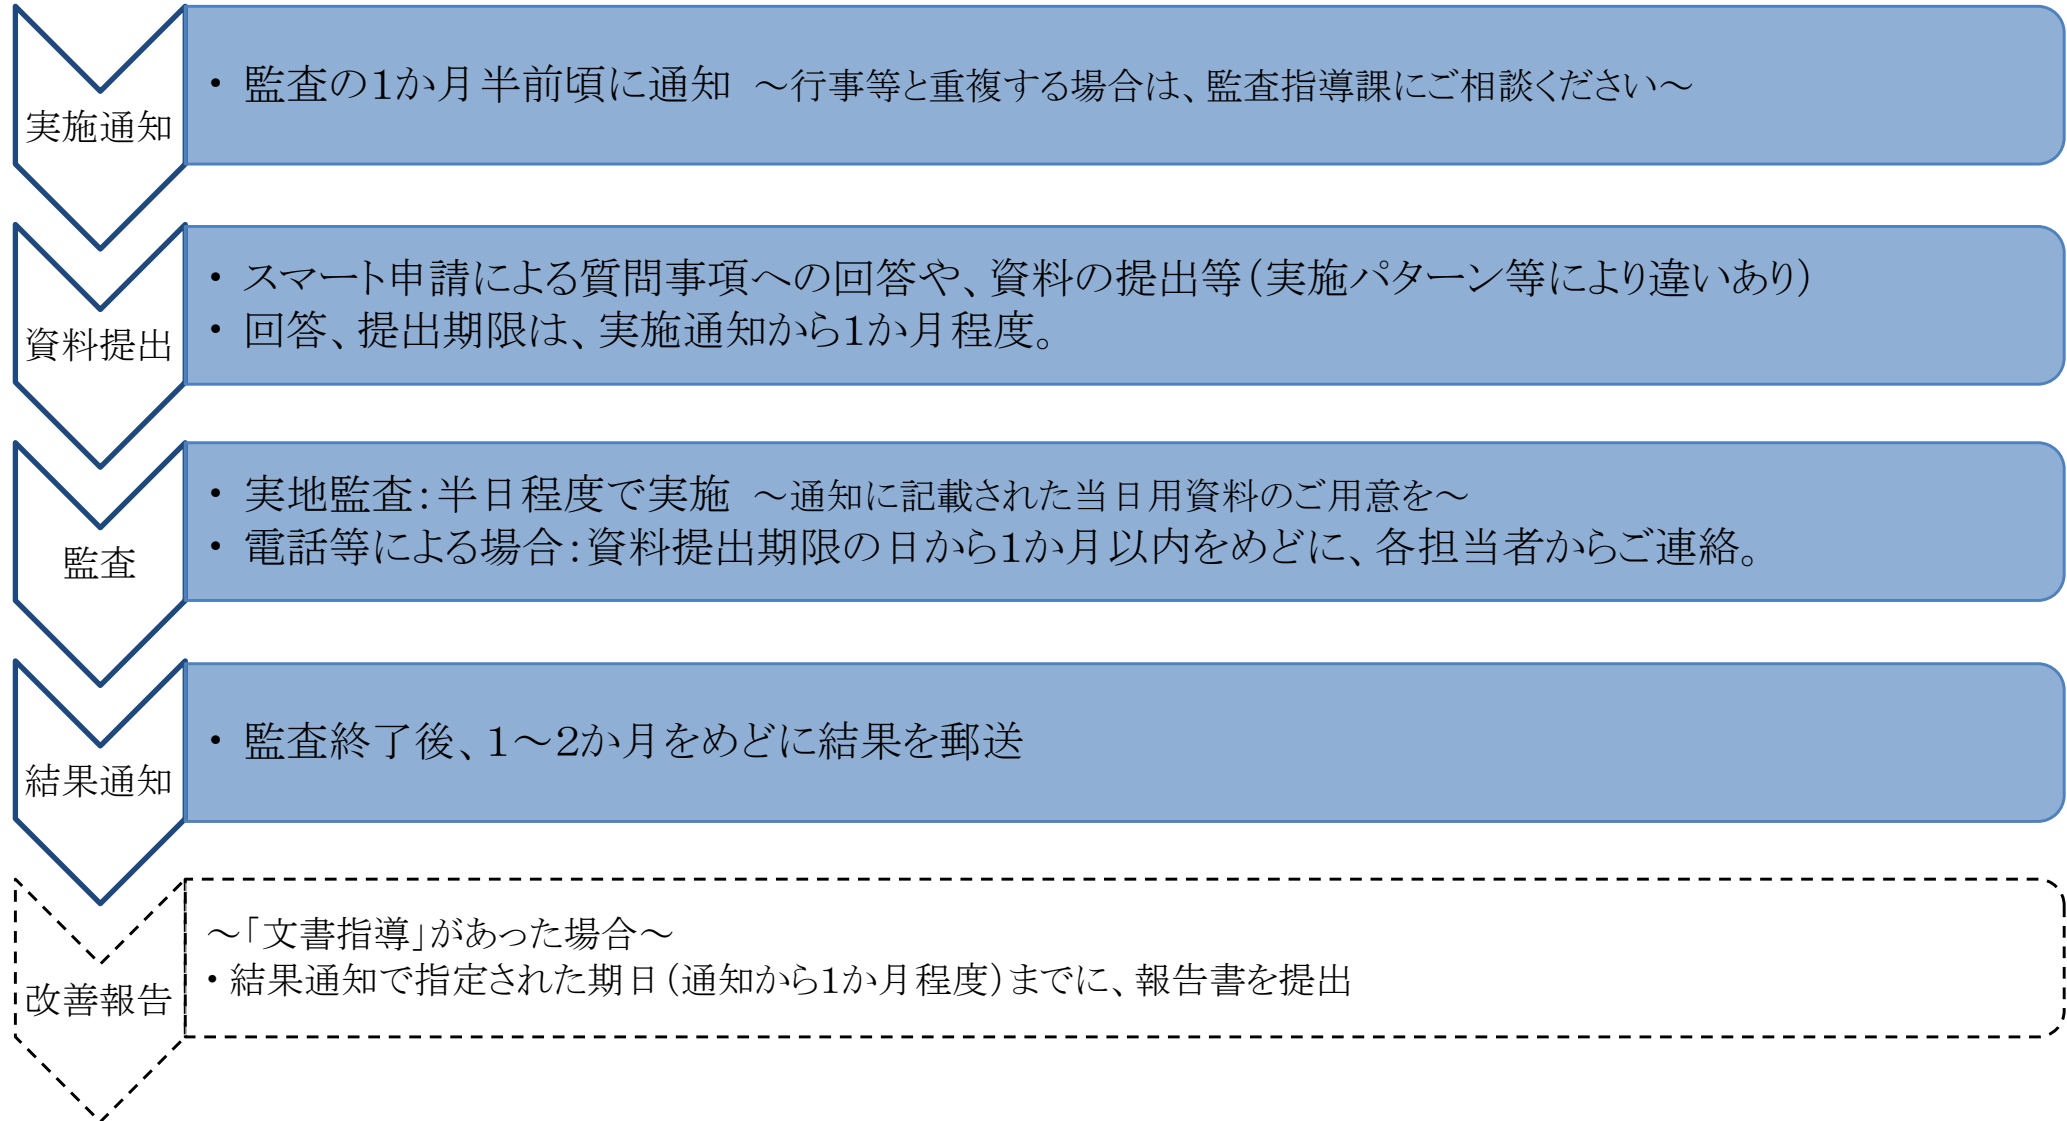 実施通知
・ 監査の1か月半前頃に通知 ～行事等と重複する場合は、監査指導課にご相談ください～
資料提出
・ スマート申請による質問事項への回答や、資料の提出等（実施パターン等により違いあり）
・ 回答、提出期限は、実施通知から1か月程度。
監査
・ 実地監査：半日程度で実施 ～通知に記載された当日用資料のご用意を～
・ 電話等による場合：資料提出期限の日から1か月以内をめどに、各担当者からご連絡。
結果通知
・ 監査終了後、1～2か月をめどに結果を郵送
改善報告
～「文書指導」があった場合～
・結果通知で指定された期日（通知から1か月程度）までに、報告書を提出